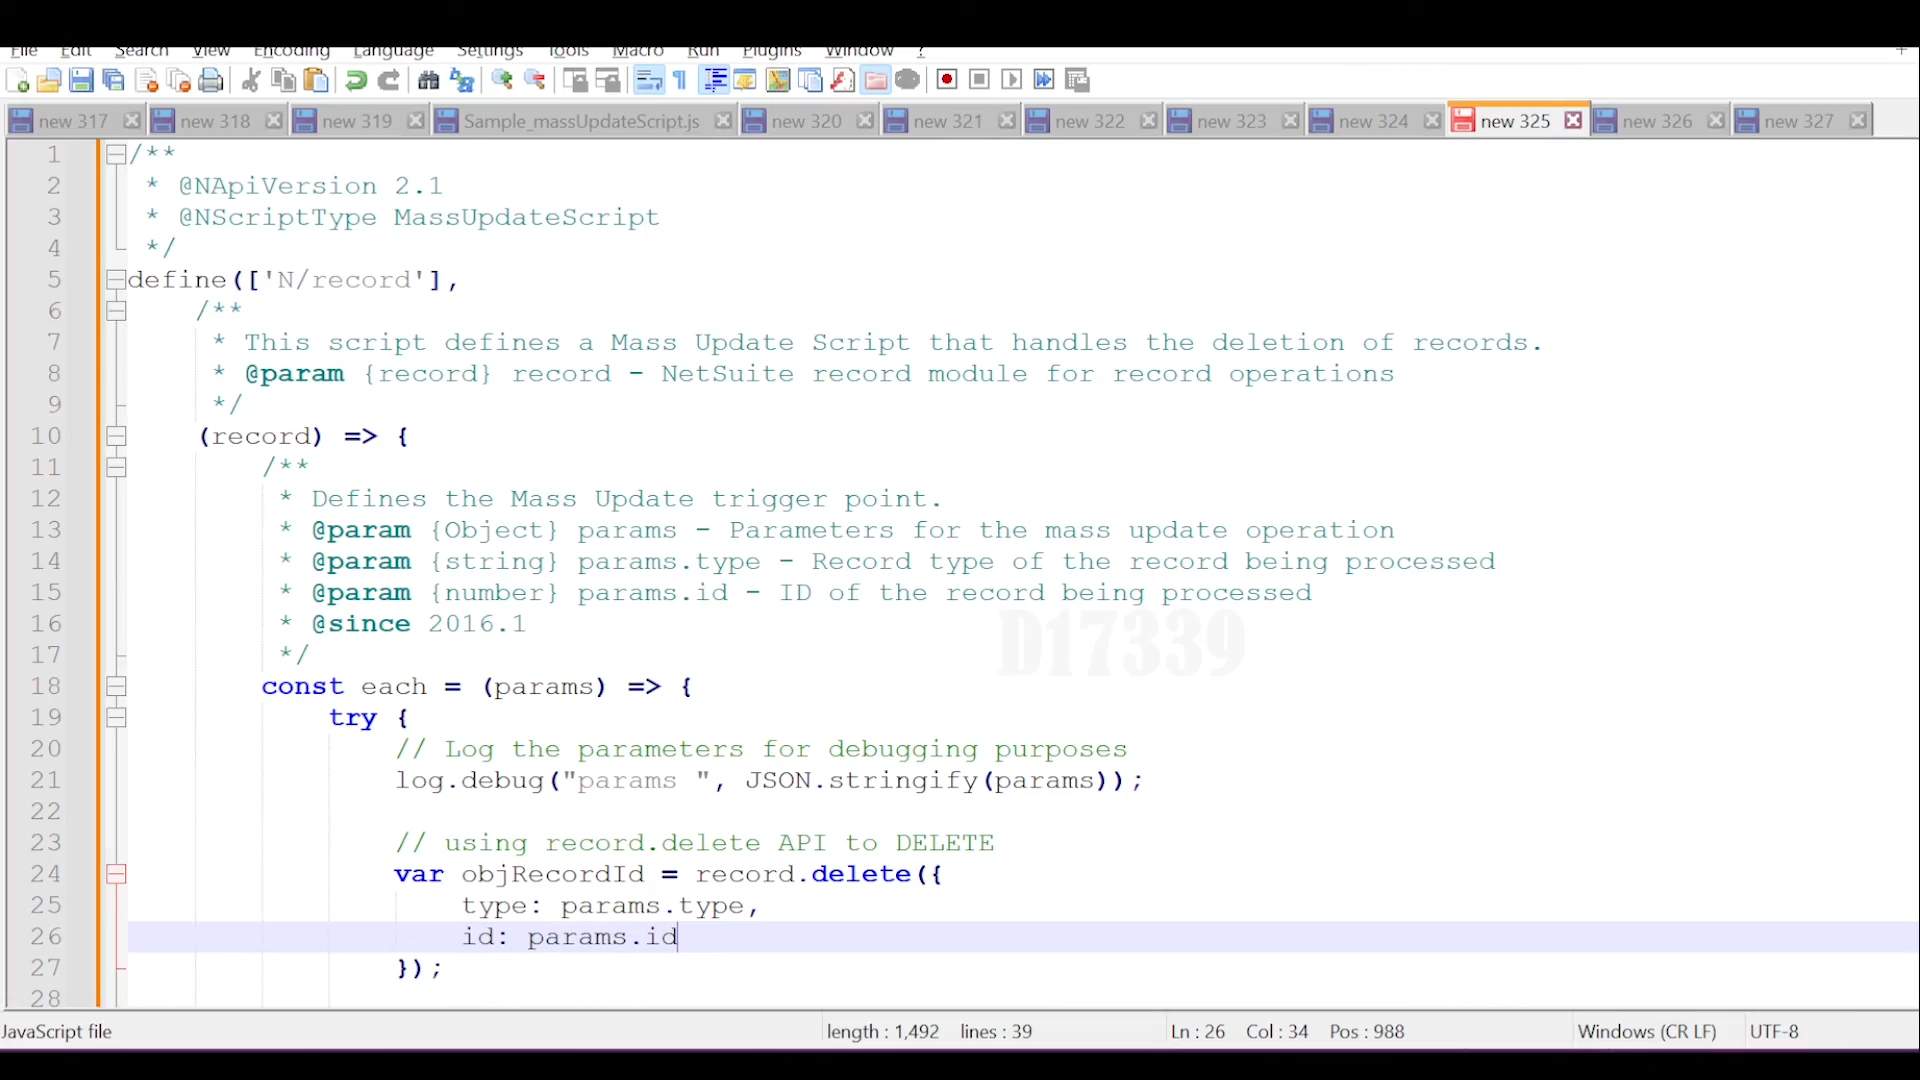 File Edit Search View Encoding Language Settings Tools Macro Run Plugins Window ?
new 317 new 318 new 319 Sample_massUpdateScript.js new 320 new 321 new 322 new 323 new 324 new 325 new 326 new 327
1 /**
2 * @NApiVersion 2.1
3 * @NScriptType MassUpdateScript
4 */
5 define(['N/record'],
6 /**
7 * This script defines a Mass Update Script that handles the deletion of records.
8 * @param {record} record - NetSuite record module for record operations
9 */
10 (record) => {
11 /**
12 * Defines the Mass Update trigger point.
13 * @param {Object} params - Parameters for the mass update operation
14 * @param {string} params.type - Record type of the record being processed
15 * @param {number} params.id - ID of the record being processed
16 * @since 2016.1
17 */
D17339
18 const each = (params) => {
19 try {
20 // Log the parameters for debugging purposes
21 log.debug("params ", JSON.stringify(params));
22
23 // using record.delete API to DELETE
24 var objRecordId = record.delete({
25 type: params.type,
26 id: params.id
27 });
28
JavaScript file length : 1,492 lines : 39 Ln : 26 Col : 34 Pos : 988 Windows (CR LF) UTF-8